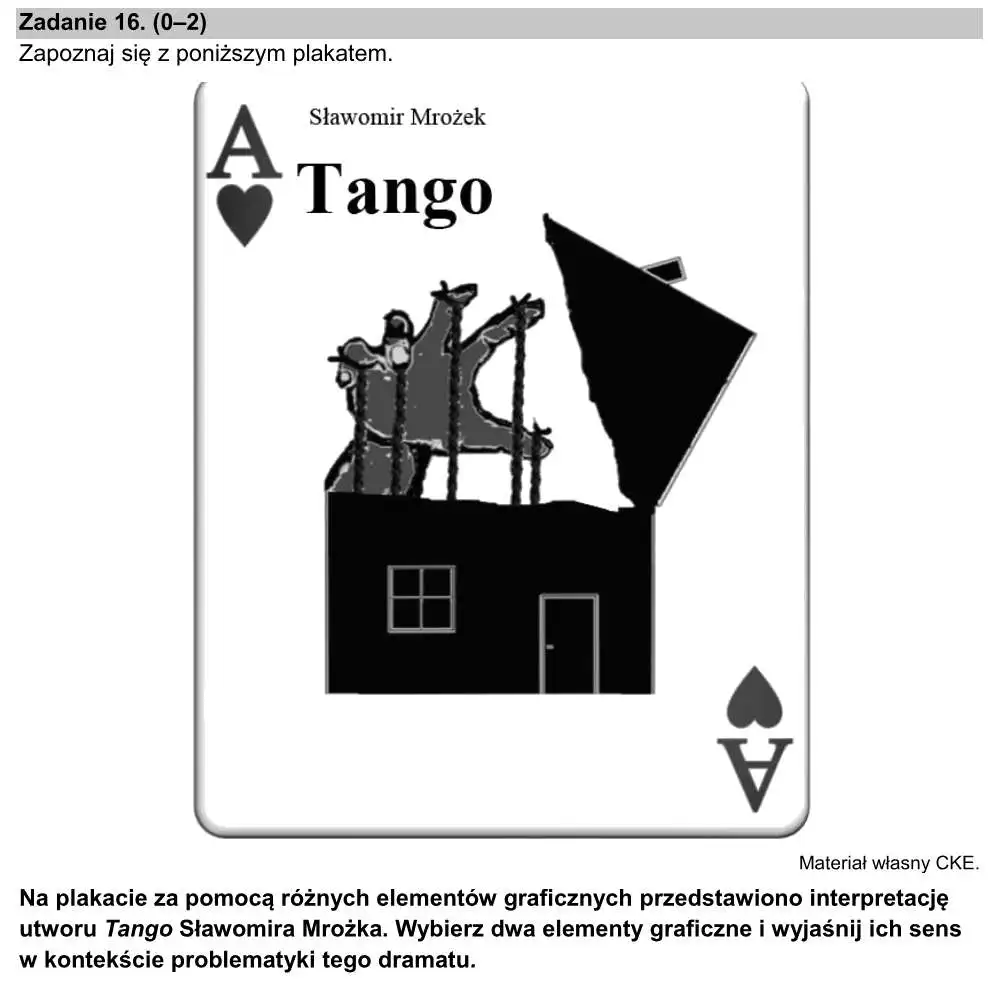 Zadanie 16. (0–2)
Zapoznaj się z poniższym plakatem.
A
Sławomir Mrożek
Tango
A
Materiał własny CKE.
Na plakacie za pomocą różnych elementów graficznych przedstawiono interpretację
utworu Tango Sławomira Mrożka. Wybierz dwa elementy graficzne i wyjaśnij ich sens
w kontekście problematyki tego dramatu.